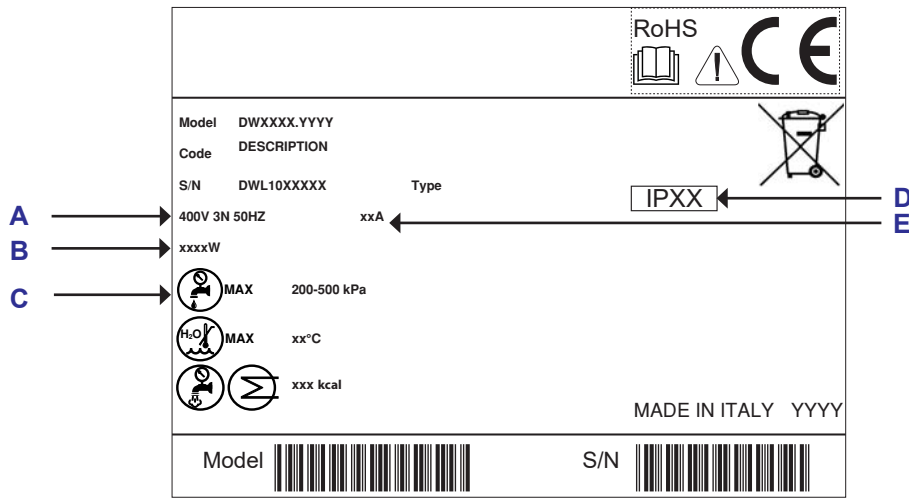 RoHS
CE
Model DWXXXX.YYYY
Code DESCRIPTION
S/N DWL10XXXXX Type
IPXX
D
A
400V 3N 50HZ xxA
E
B
xxxxW
C
MAX 200-500 kPa
H₂O MAX xx°C
xxx kcal
MADE IN ITALY YYYY
Model S/N